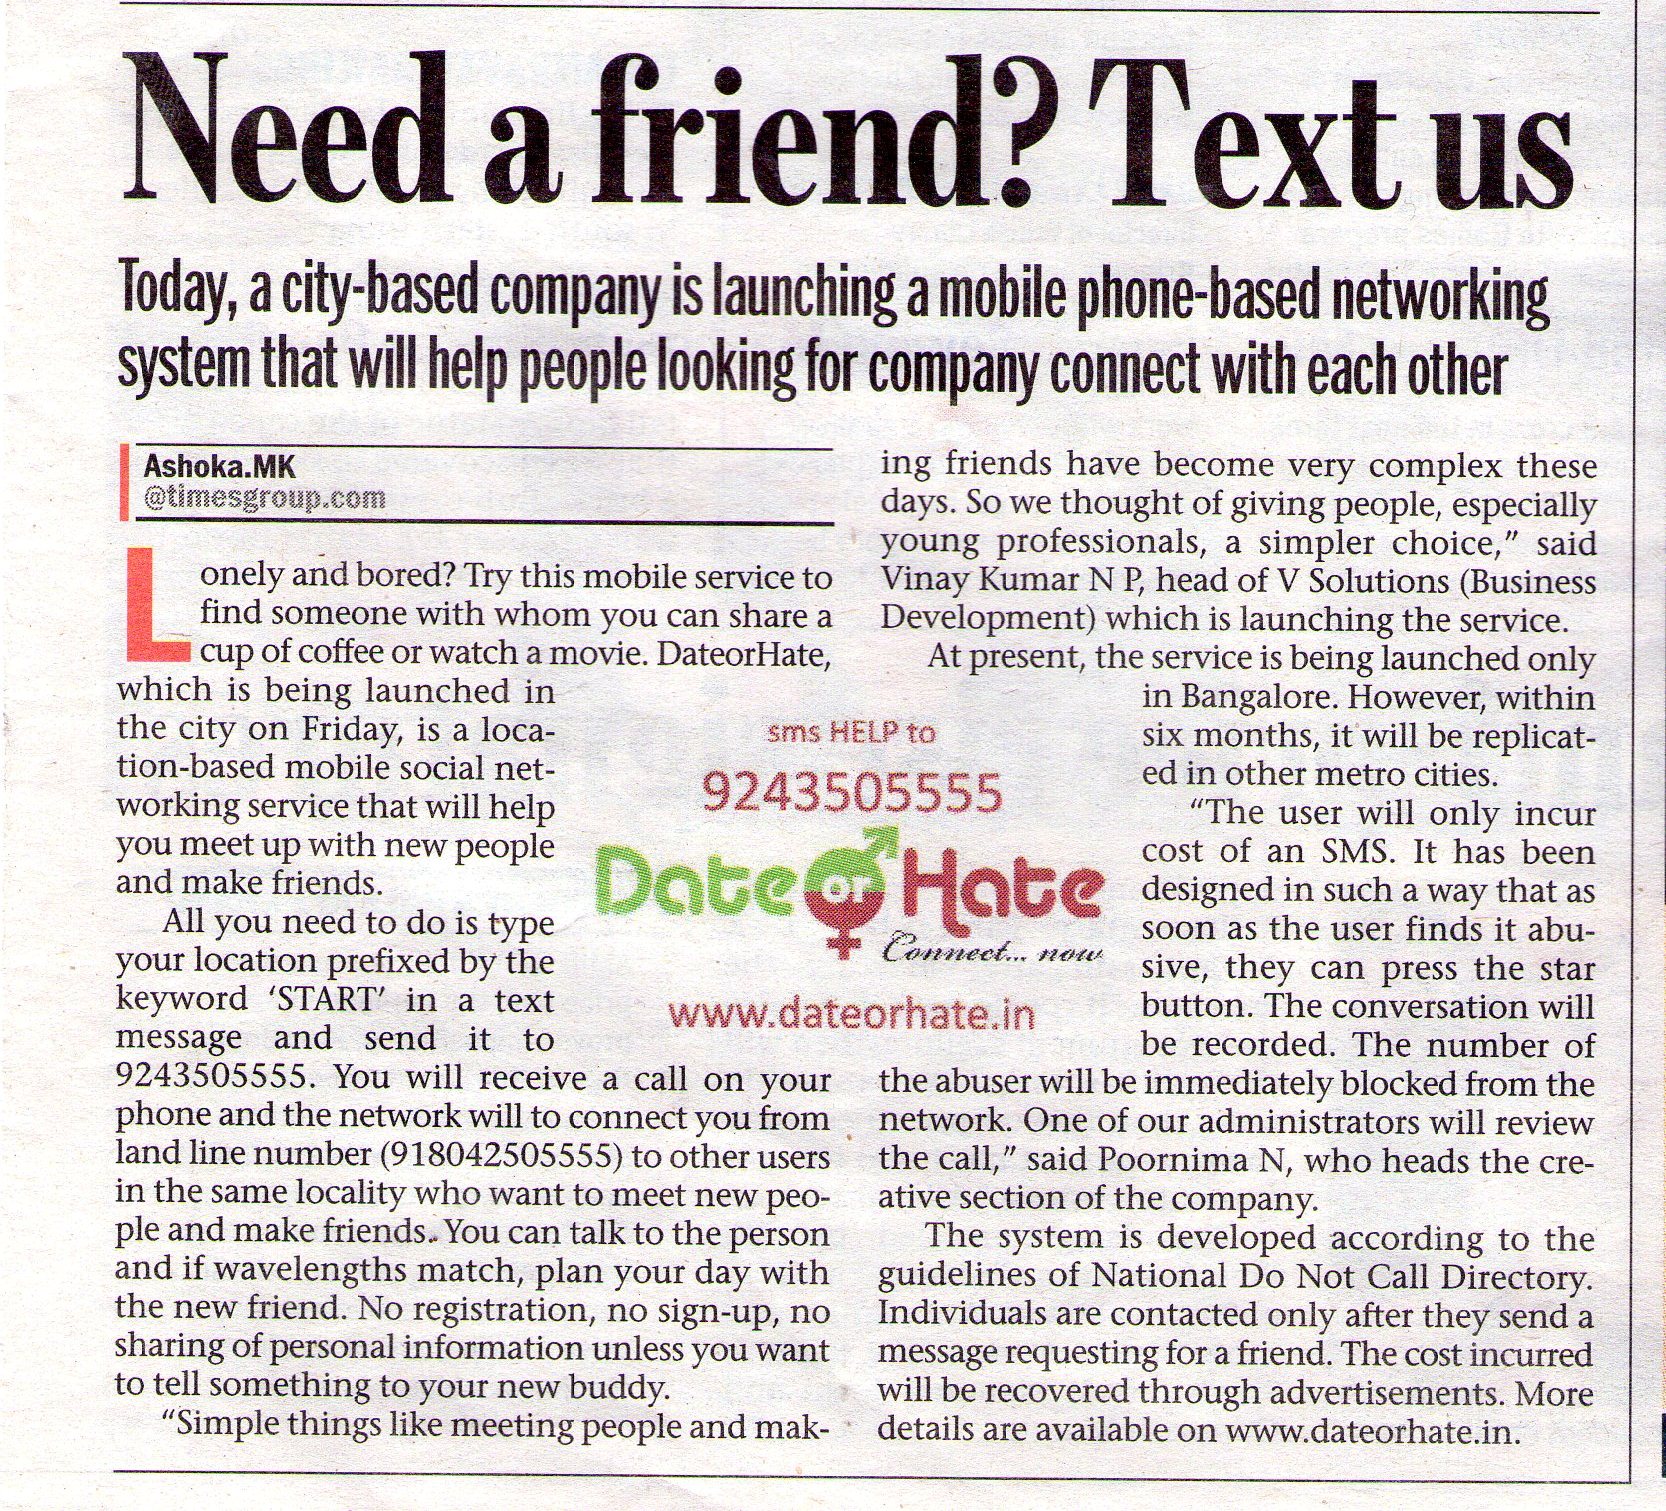 Need a friend? Text us
Today, a city-based company is launching a mobile phone-based networking
system that will help people looking for company connect with each other
Ashoka.MK
@timesgroup.com
Lonely and bored? Try this mobile service to
find someone with whom you can share a
cup of coffee or watch a movie. DateorHate,
which is being launched in
the city on Friday, is a loca-
tion-based mobile social net-
working service that will help
you meet up with new people
and make friends.
All you need to do is type
your location prefixed by the
keyword ‘START’ in a text
message and send it to
9243505555. You will receive a call on your
phone and the network will to connect you from
land line number (918042505555) to other users
in the same locality who want to meet new peo-
ple and make friends. You can talk to the person
and if wavelengths match, plan your day with
the new friend. No registration, no sign-up, no
sharing of personal information unless you want
to tell something to your new buddy.
“Simple things like meeting people and mak-
sms HELP to
9243505555
Date or Hate
Connect... now
www.dateorhate.in
ing friends have become very complex these
days. So we thought of giving people, especially
young professionals, a simpler choice,” said
Vinay Kumar N P, head of V Solutions (Business
Development) which is launching the service.
At present, the service is being launched only
in Bangalore. However, within
six months, it will be replicat-
ed in other metro cities.
“The user will only incur
cost of an SMS. It has been
designed in such a way that as
soon as the user finds it abu-
sive, they can press the star
button. The conversation will
be recorded. The number of
the abuser will be immediately blocked from the
network. One of our administrators will review
the call,” said Poornima N, who heads the cre-
ative section of the company.
The system is developed according to the
guidelines of National Do Not Call Directory.
Individuals are contacted only after they send a
message requesting for a friend. The cost incurred
will be recovered through advertisements. More
details are available on www.dateorhate.in.